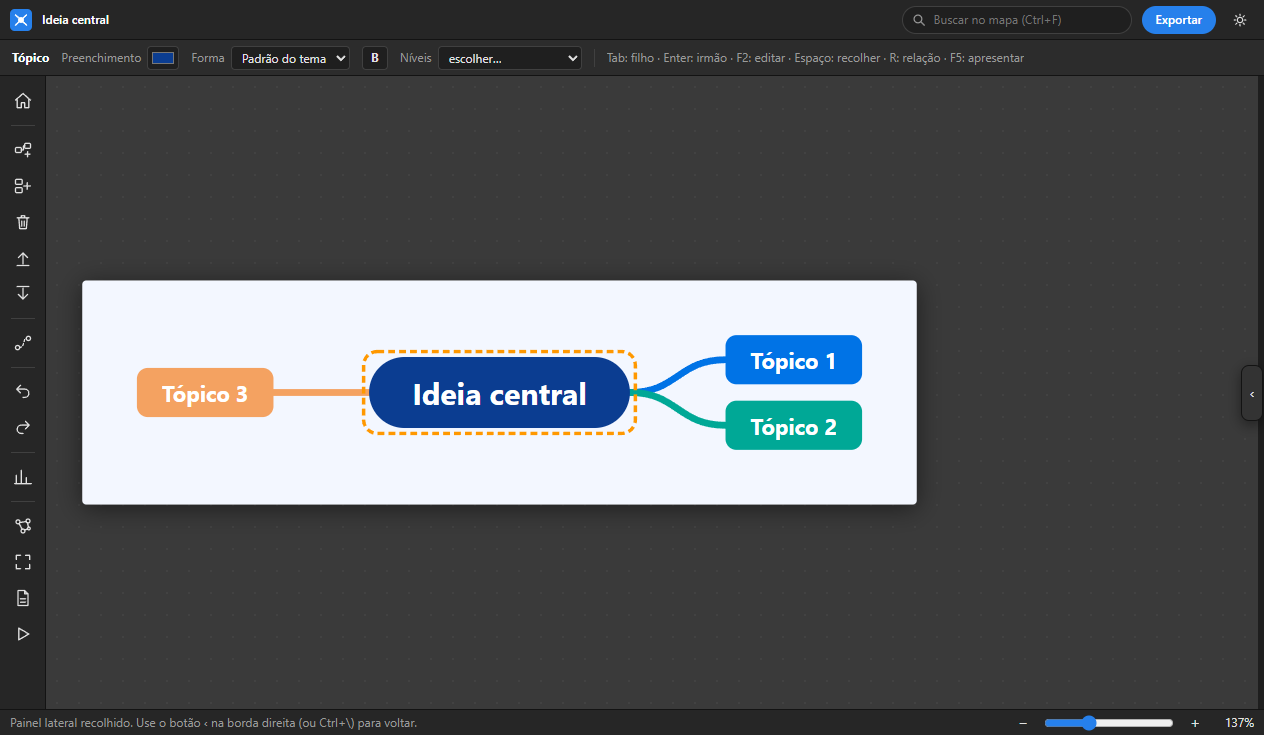 Ideia central
Buscar no mapa (Ctrl+F)
Exportar
Tópico Preenchimento Forma Padrão do tema B Níveis escolher... Tab: filho · Enter: irmão · F2: editar · Espaço: recolher · R: relação · F5: apresentar
Tópico 1
Tópico 3
Ideia central
Tópico 2
Painel lateral recolhido. Use o botão ‹ na borda direita (ou Ctrl+\) para voltar.
137%